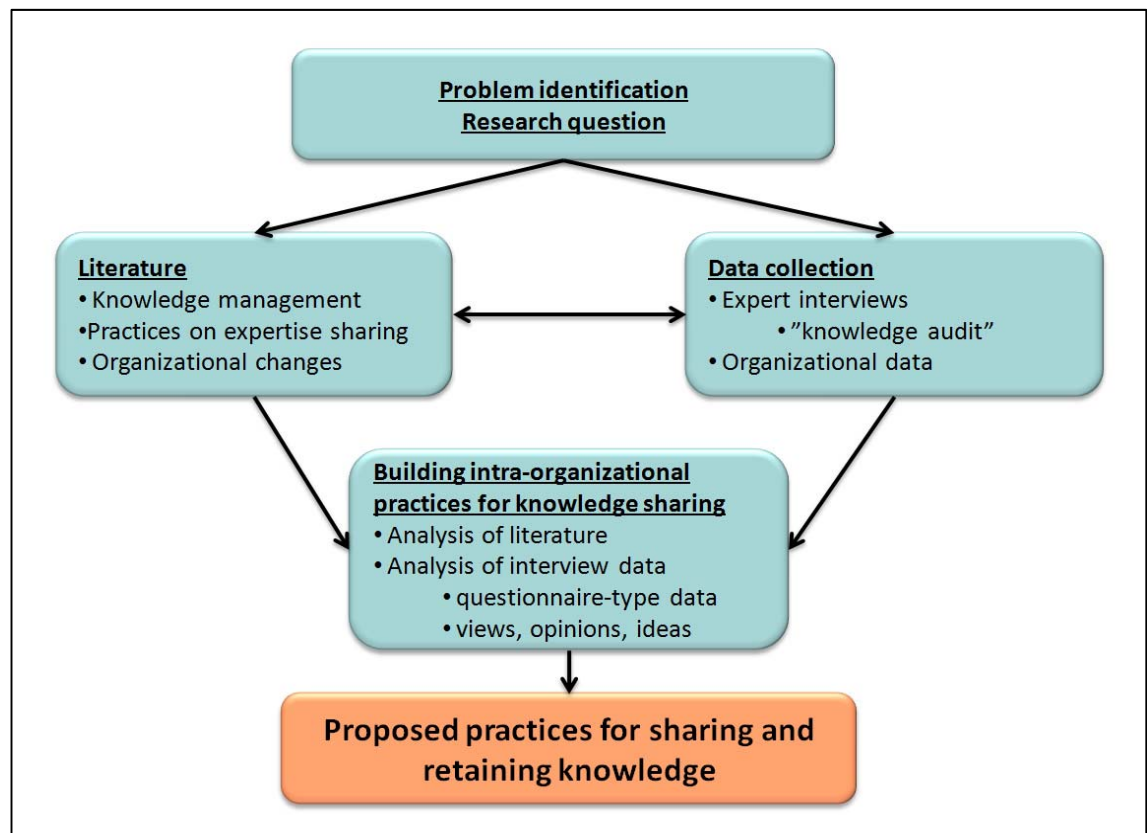 Problem identification
Research question
Literature
• Knowledge management
•Practices on expertise sharing
• Organizational changes
Data collection
• Expert interviews
• ”knowledge audit”
• Organizational data
Building intra-organizational
practices for knowledge sharing
• Analysis of literature
• Analysis of interview data
• questionnaire-type data
• views, opinions, ideas
Proposed practices for sharing and
retaining knowledge